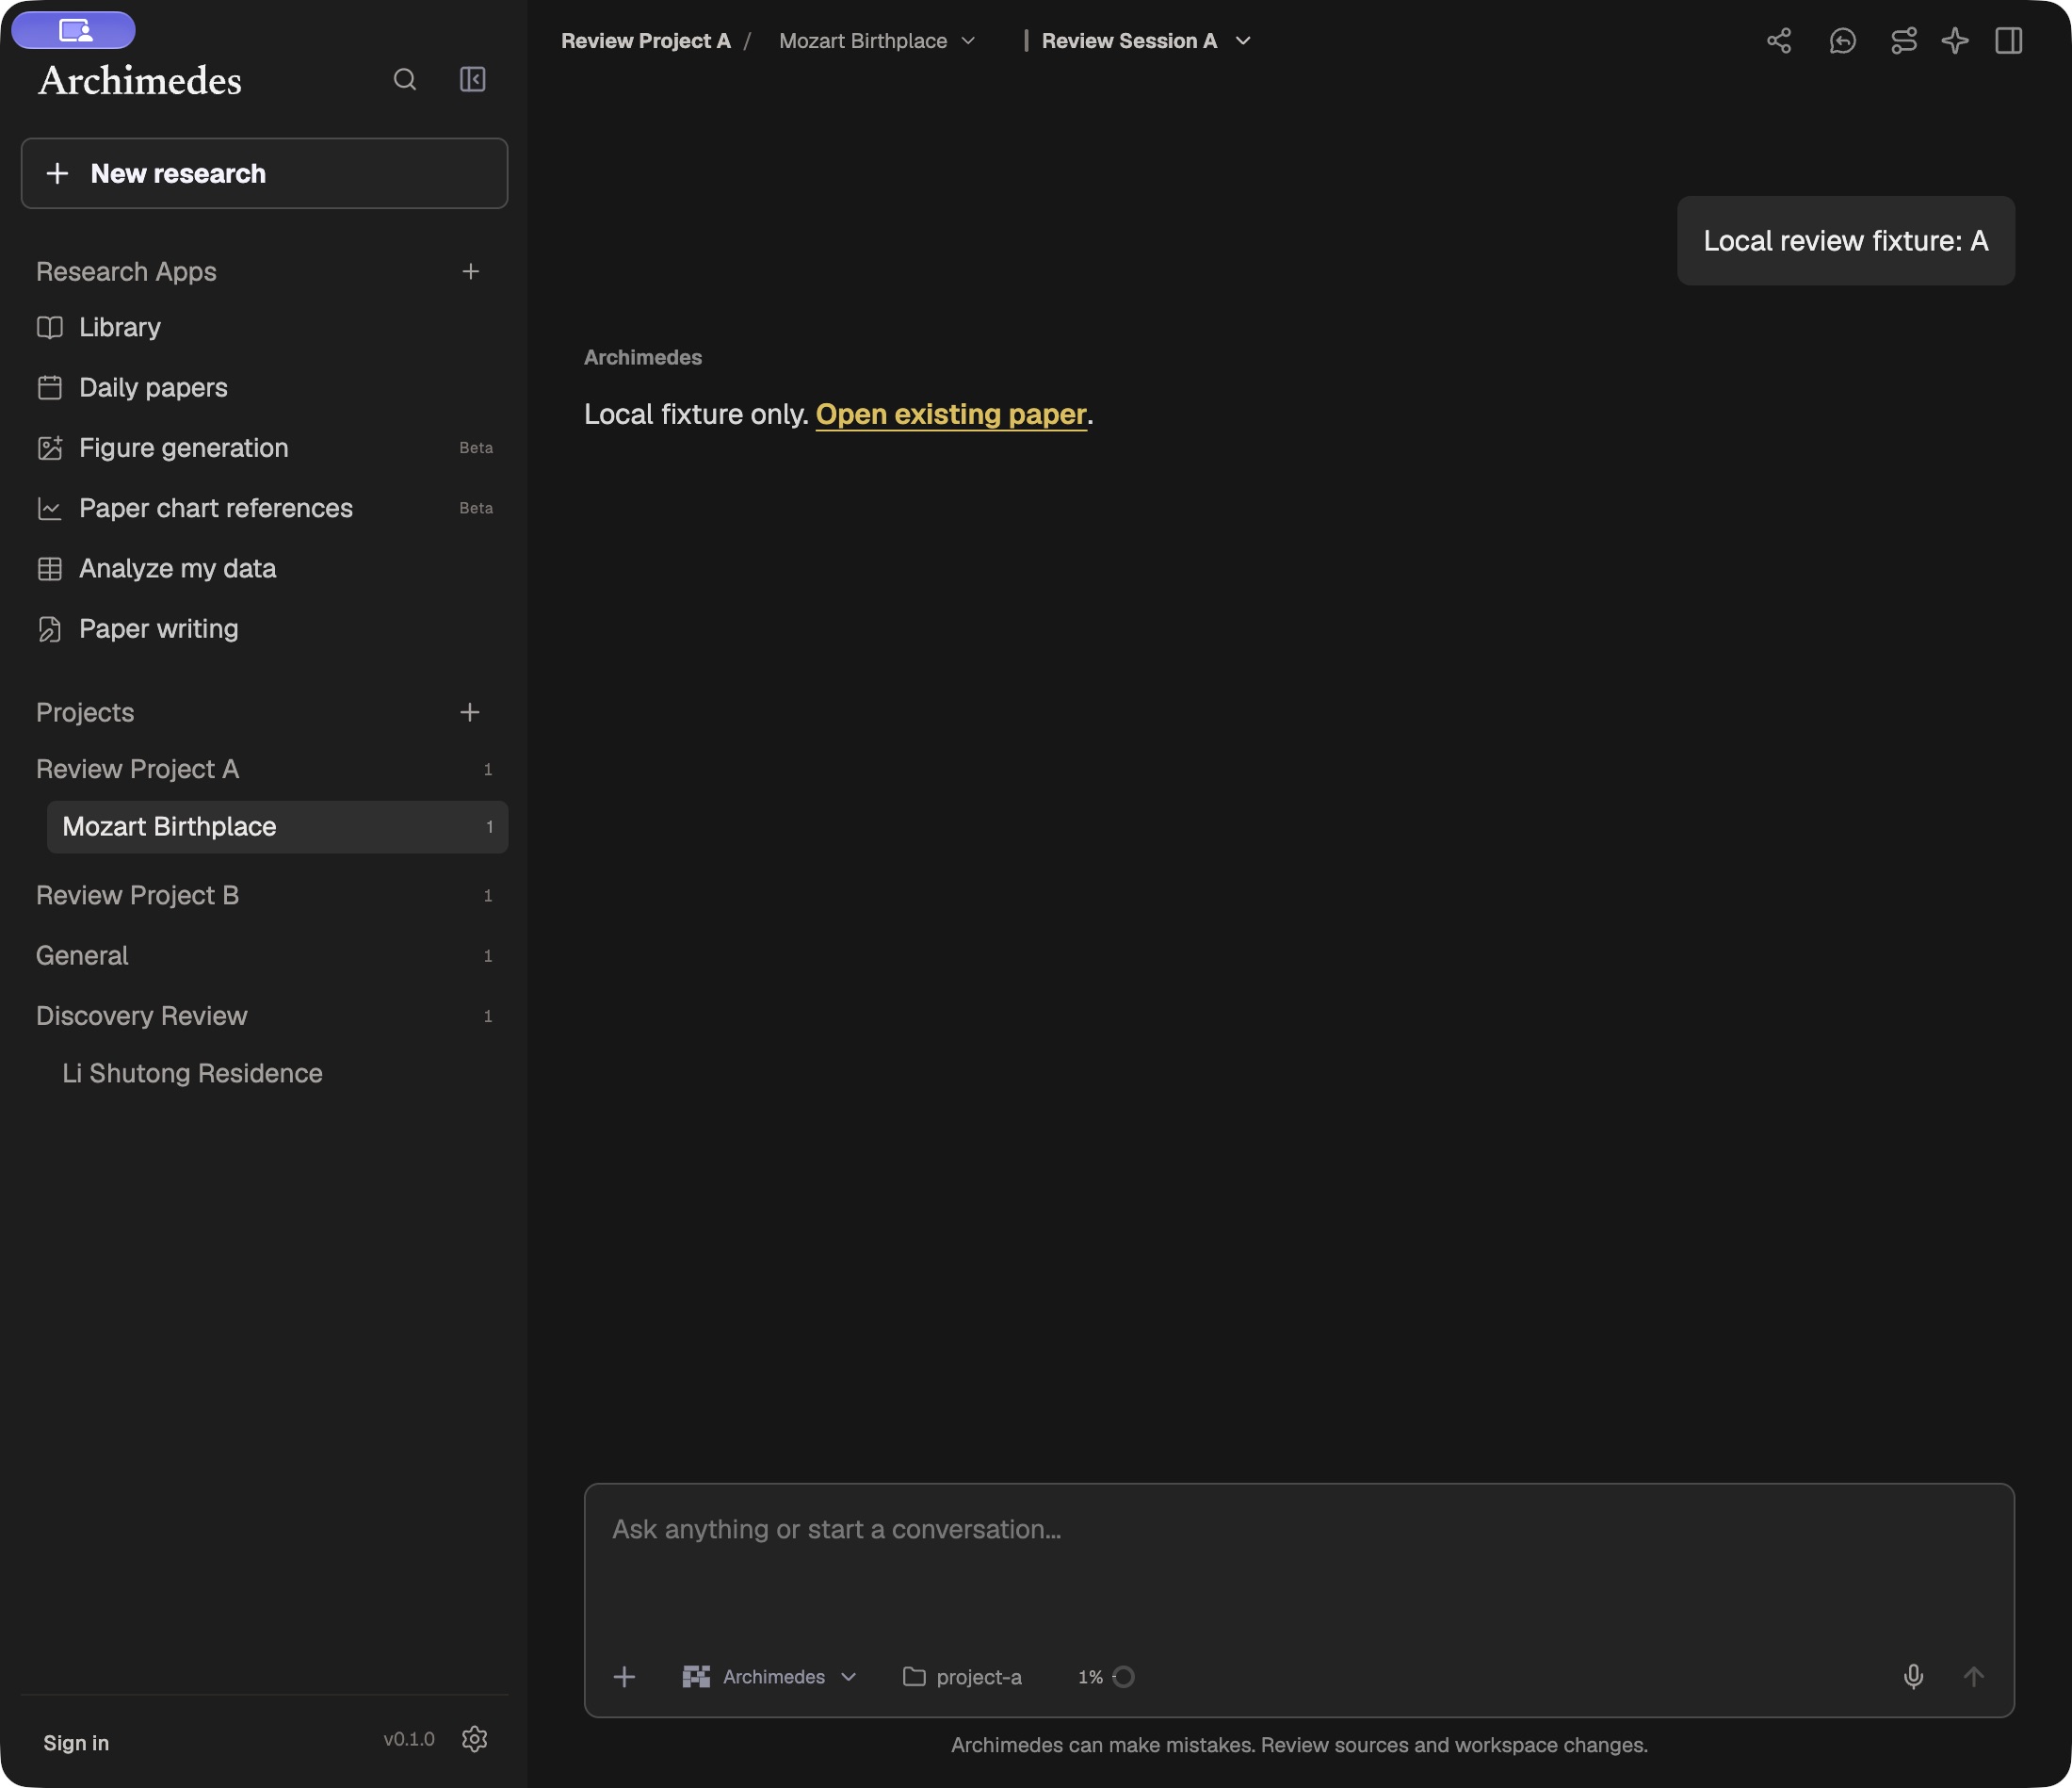 Archimedes
New research
Research Apps
Library
Daily papers
Figure generation Beta
Paper chart references Beta
Analyze my data
Paper writing
Projects
Review Project A 1
Mozart Birthplace 1
Review Project B 1
General 1
Discovery Review 1
Li Shutong Residence
Sign in v0.1.0
Review Project A / Mozart Birthplace | Review Session A
Local review fixture: A
Archimedes
Local fixture only. Open existing paper.
Ask anything or start a conversation...
Archimedes project-a 1%
Archimedes can make mistakes. Review sources and workspace changes.